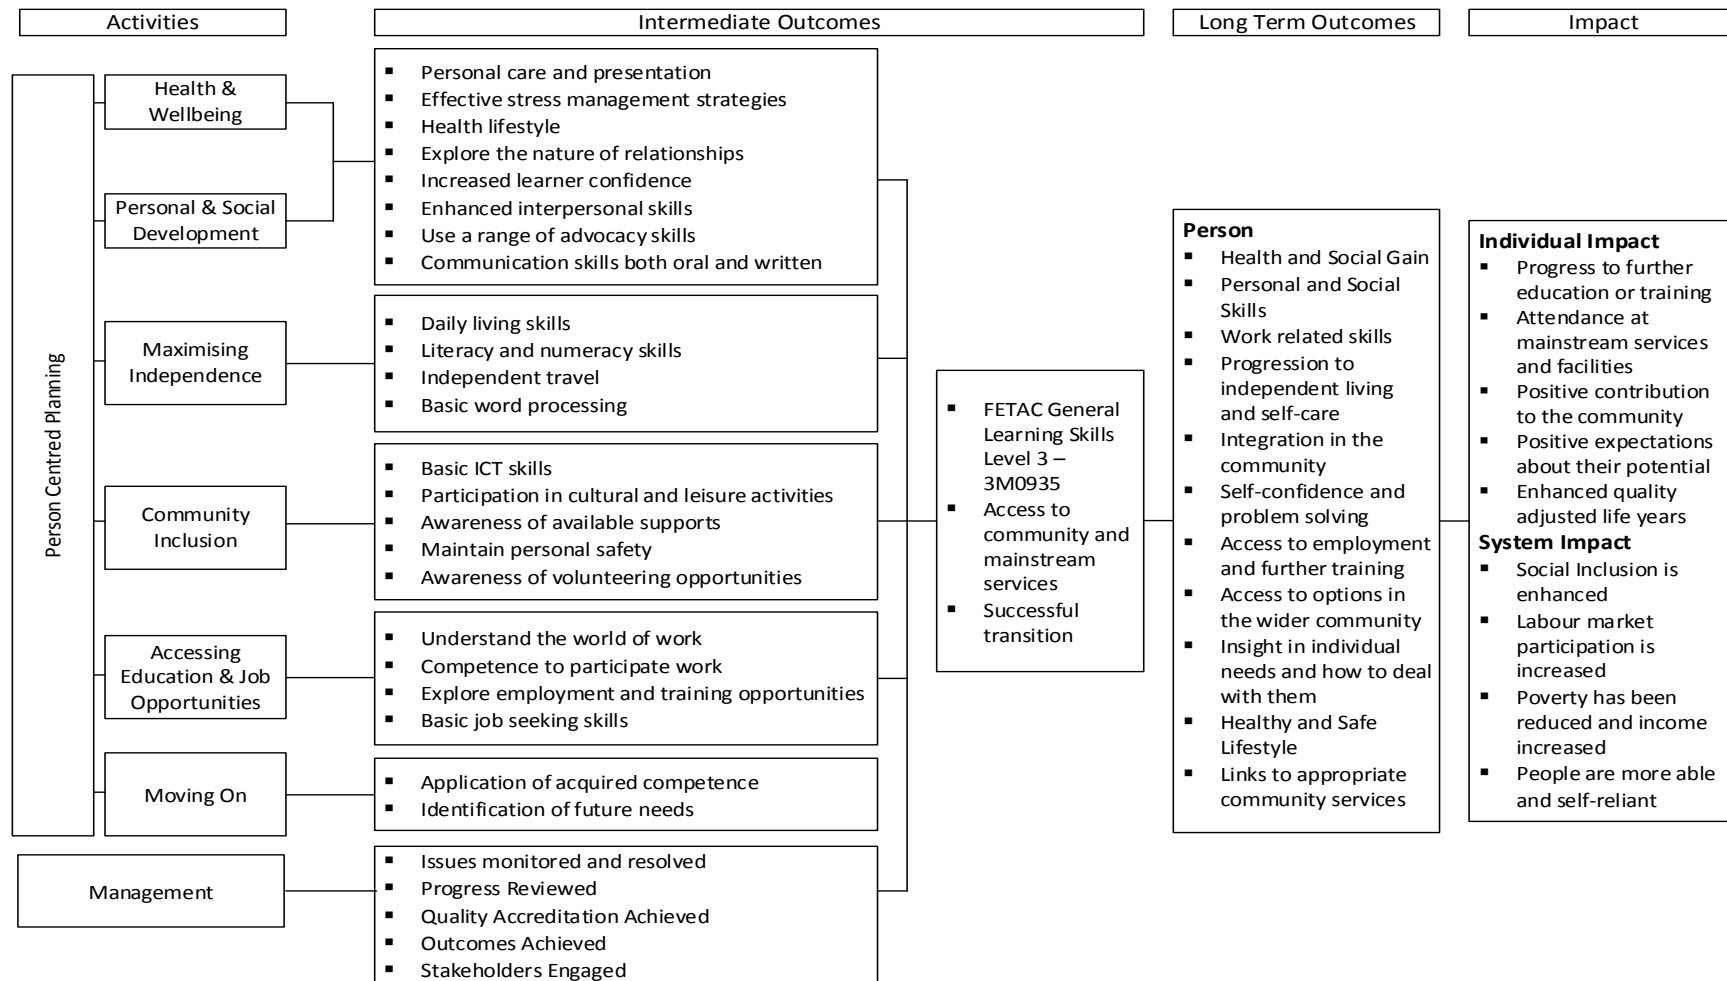 Activities
Intermediate Outcomes
Long Term Outcomes
Impact
Person Centred Planning
Health &
Wellbeing
Personal & Social
Development
▪ Personal care and presentation
▪ Effective stress management strategies
▪ Health lifestyle
▪ Explore the nature of relationships
▪ Increased learner confidence
▪ Enhanced interpersonal skills
▪ Use a range of advocacy skills
▪ Communication skills both oral and written
Maximising
Independence
▪ Daily living skills
▪ Literacy and numeracy skills
▪ Independent travel
▪ Basic word processing
Community
Inclusion
▪ Basic ICT skills
▪ Participation in cultural and leisure activities
▪ Awareness of available supports
▪ Maintain personal safety
▪ Awareness of volunteering opportunities
Accessing
Education & Job
Opportunities
▪ Understand the world of work
▪ Competence to participate work
▪ Explore employment and training opportunities
▪ Basic job seeking skills
Moving On
▪ Application of acquired competence
▪ Identification of future needs
Management
▪ Issues monitored and resolved
▪ Progress Reviewed
▪ Quality Accreditation Achieved
▪ Outcomes Achieved
▪ Stakeholders Engaged
▪ FETAC General
Learning Skills
Level 3 –
3M0935
▪ Access to
community and
mainstream
services
▪ Successful
transition
Person
▪ Health and Social Gain
▪ Personal and Social
Skills
▪ Work related skills
▪ Progression to
independent living
and self-care
▪ Integration in the
community
▪ Self-confidence and
problem solving
▪ Access to employment
and further training
▪ Access to options in
the wider community
▪ Insight in individual
needs and how to deal
with them
▪ Healthy and Safe
Lifestyle
▪ Links to appropriate
community services
Individual Impact
▪ Progress to further
education or training
▪ Attendance at
mainstream services
and facilities
▪ Positive contribution
to the community
▪ Positive expectations
about their potential
▪ Enhanced quality
adjusted life years
System Impact
▪ Social Inclusion is
enhanced
▪ Labour market
participation is
increased
▪ Poverty has been
reduced and income
increased
▪ People are more able
and self-reliant